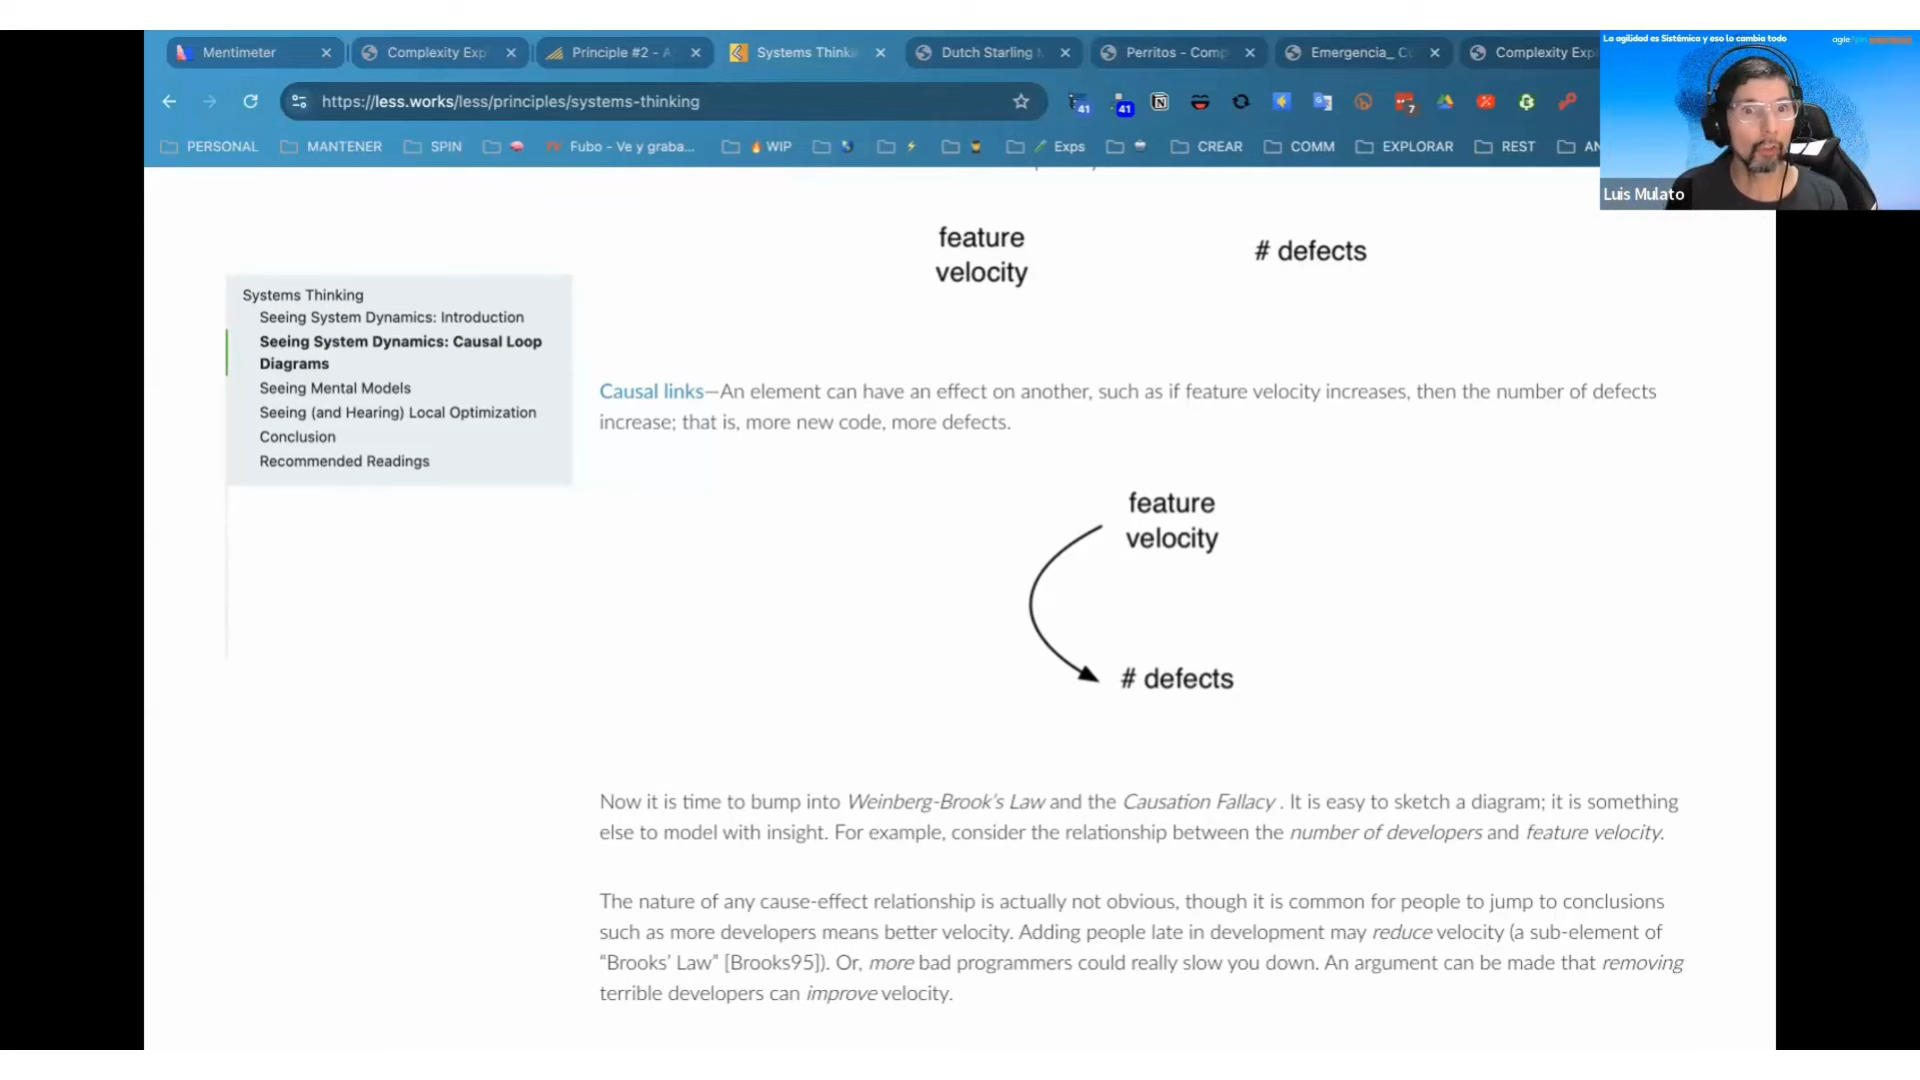 Mentimeter
Complexity Exp
Principle #2 - A
Systems Think
Dutch Starling
Perritos - Comp
Emergencia_ C
Complexity Exp
https://less.works/less/principles/systems-thinking
41
41
7
PERSONAL
MANTENER
SPIN
Fubo - Ve y graba...
WIP
Exps
CREAR
COMM
EXPLORAR
REST
AN
La agilidad es Sistémica y eso lo cambia todo
Luis Mulato
feature
velocity
# defects
Systems Thinking
Seeing System Dynamics: Introduction
Seeing System Dynamics: Causal Loop
Diagrams
Seeing Mental Models
Seeing (and Hearing) Local Optimization
Conclusion
Recommended Readings
Causal links—An element can have an effect on another, such as if feature velocity increases, then the number of defects
increase; that is, more new code, more defects.
feature
velocity
# defects
Now it is time to bump into Weinberg-Brook's Law and the Causation Fallacy . It is easy to sketch a diagram; it is something
else to model with insight. For example, consider the relationship between the number of developers and feature velocity.
The nature of any cause-effect relationship is actually not obvious, though it is common for people to jump to conclusions
such as more developers means better velocity. Adding people late in development may reduce velocity (a sub-element of
“Brooks’ Law” [Brooks95]). Or, more bad programmers could really slow you down. An argument can be made that removing
terrible developers can improve velocity.